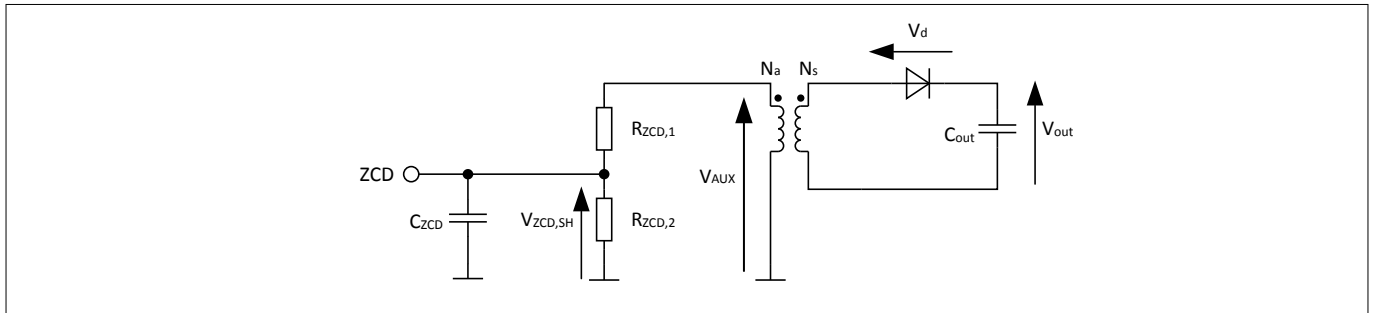 Vd
Na Ns
RZCD,1
Cout
Vout
ZCD
VAUX
CZCD
VZCD,SH
RZCD,2